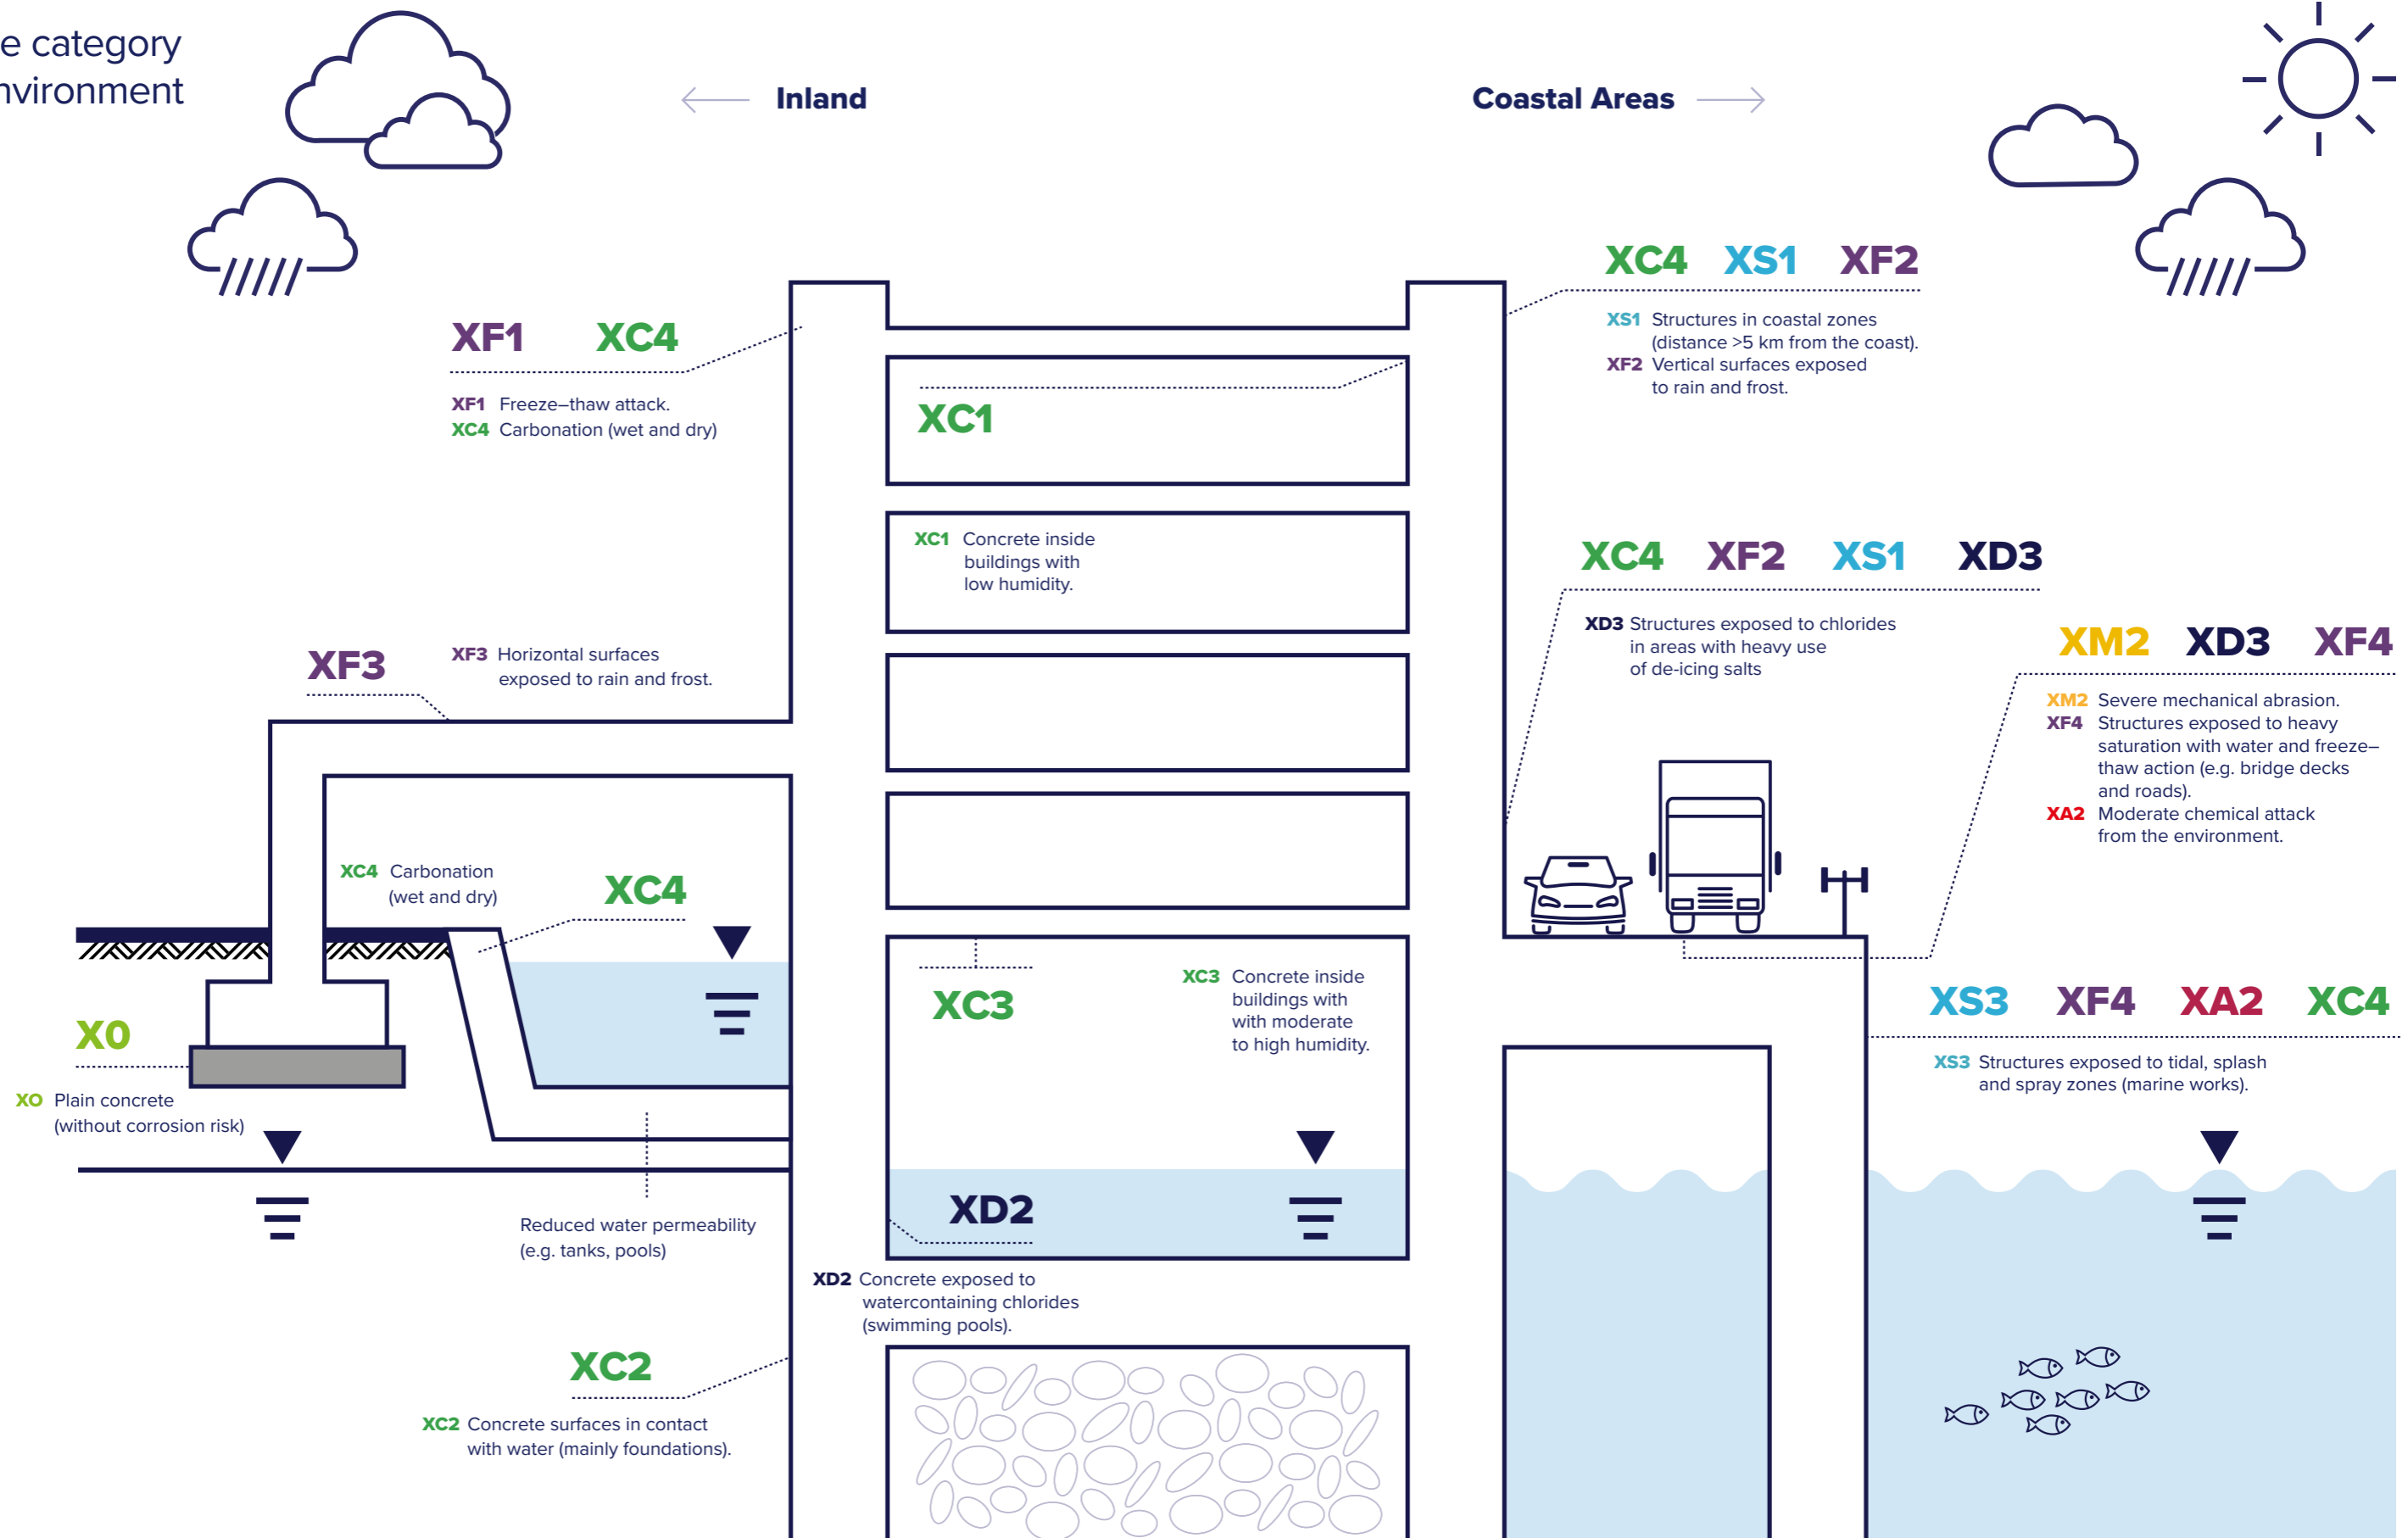 e category
nvironment
Inland
Coastal Areas
XF1 XC4
XF1 Freeze–thaw attack.
XC4 Carbonation (wet and dry)
XC1
XC4 XS1 XF2
XS1 Structures in coastal zones
(distance >5 km from the coast).
XF2 Vertical surfaces exposed
to rain and frost.
XC1 Concrete inside
buildings with
low humidity.
XC4 XF2 XS1 XD3
XD3 Structures exposed to chlorides
in areas with heavy use
of de-icing salts
XF3
XF3 Horizontal surfaces
exposed to rain and frost.
XM2 XD3 XF4
XM2 Severe mechanical abrasion.
XF4 Structures exposed to heavy
saturation with water and freeze–
thaw action (e.g. bridge decks
and roads).
XA2 Moderate chemical attack
from the environment.
XC4 Carbonation
(wet and dry)
XC4
XC3
XC3 Concrete inside
buildings with
with moderate
to high humidity.
XS3 XF4 XA2 XC4
XS3 Structures exposed to tidal, splash
and spray zones (marine works).
X0
XO Plain concrete
(without corrosion risk)
Reduced water permeability
(e.g. tanks, pools)
XD2
XD2 Concrete exposed to
watercontaining chlorides
(swimming pools).
XC2
XC2 Concrete surfaces in contact
with water (mainly foundations).